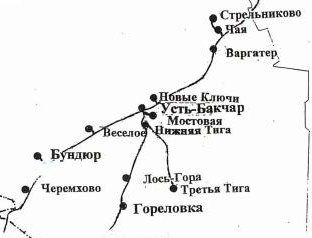 Стрельниково
Чая
Варгатер
Новые Ключи
Усть-Бакчар
Мостовая
Веселое
Нижняя Тига
Бундюр
Черемхово
Лось-Гора
Третья Тига
Гореловка